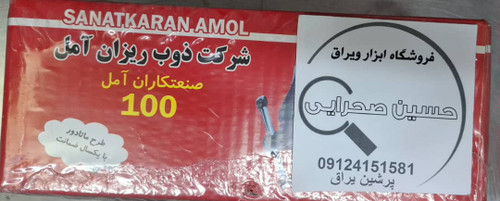 SANATKARAN.AMOL
شرکت ذوب ریزان آمل
صنعتکاران آمل
100
طرح ماتادور
با یکسال ضمانت
فروشگاه ابزار ویراق
حسین صحرایی
09124151581
پرشین یراق